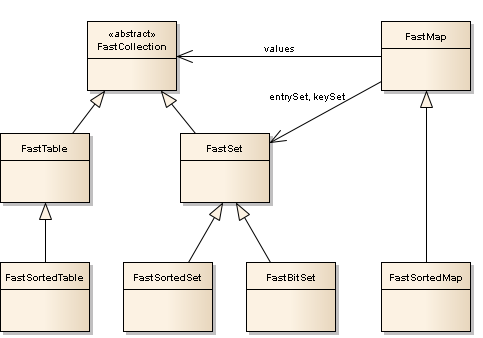 «abstract»
FastCollection
values
FastMap
entrySet, keySet
FastTable
FastSet
FastSortedTable
FastSortedSet
FastBitSet
FastSortedMap